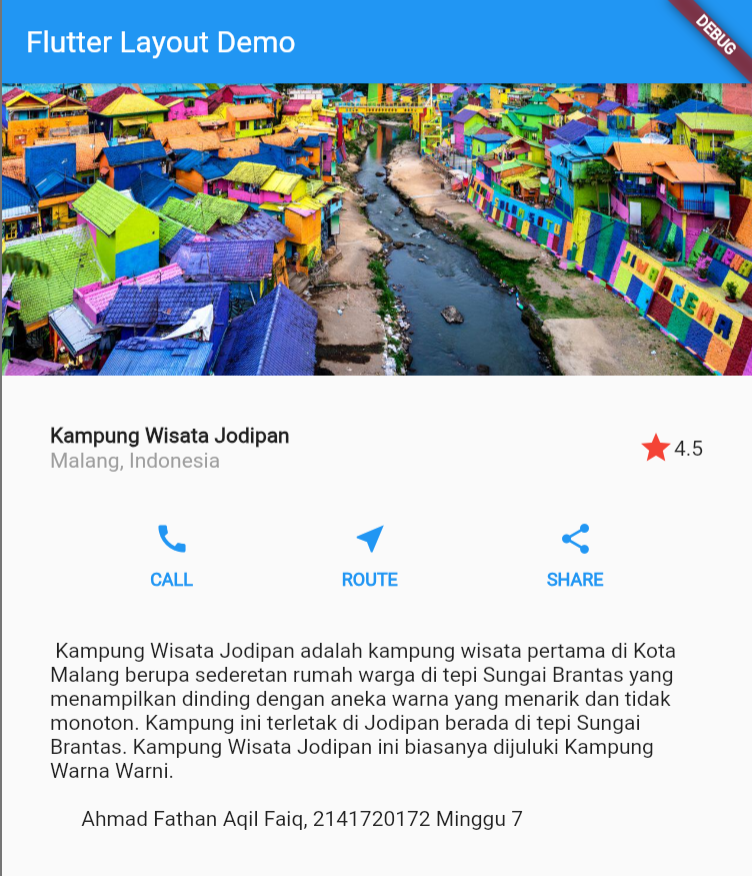 Flutter Layout Demo
DEBUG
JIWA AREMA
Kampung Wisata Jodipan
Malang, Indonesia
4.5
CALL
ROUTE
SHARE
Kampung Wisata Jodipan adalah kampung wisata pertama di Kota
Malang berupa sederetan rumah warga di tepi Sungai Brantas yang
menampilkan dinding dengan aneka warna yang menarik dan tidak
monoton. Kampung ini terletak di Jodipan berada di tepi Sungai
Brantas. Kampung Wisata Jodipan ini biasanya dijuluki Kampung
Warna Warni.
Ahmad Fathan Aqil Faiq, 2141720172 Minggu 7